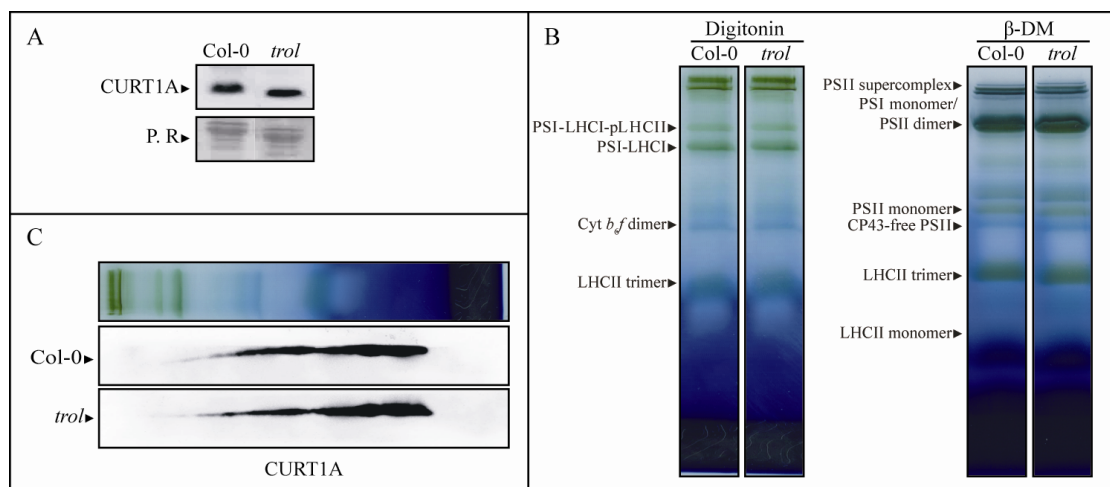 A
Col-0 trol
CURT1A
P. R
C
Col-0
trol
CURT1A
B
Digitonin
Col-0 trol
PSI-LHCI-pLHCII
PSI-LHCI
Cyt b6f dimer
LHCII trimer
β-DM
Col-0 trol
PSII supercomplex
PSI monomer/
PSII dimer
PSII monomer
CP43-free PSII
LHCII trimer
LHCII monomer